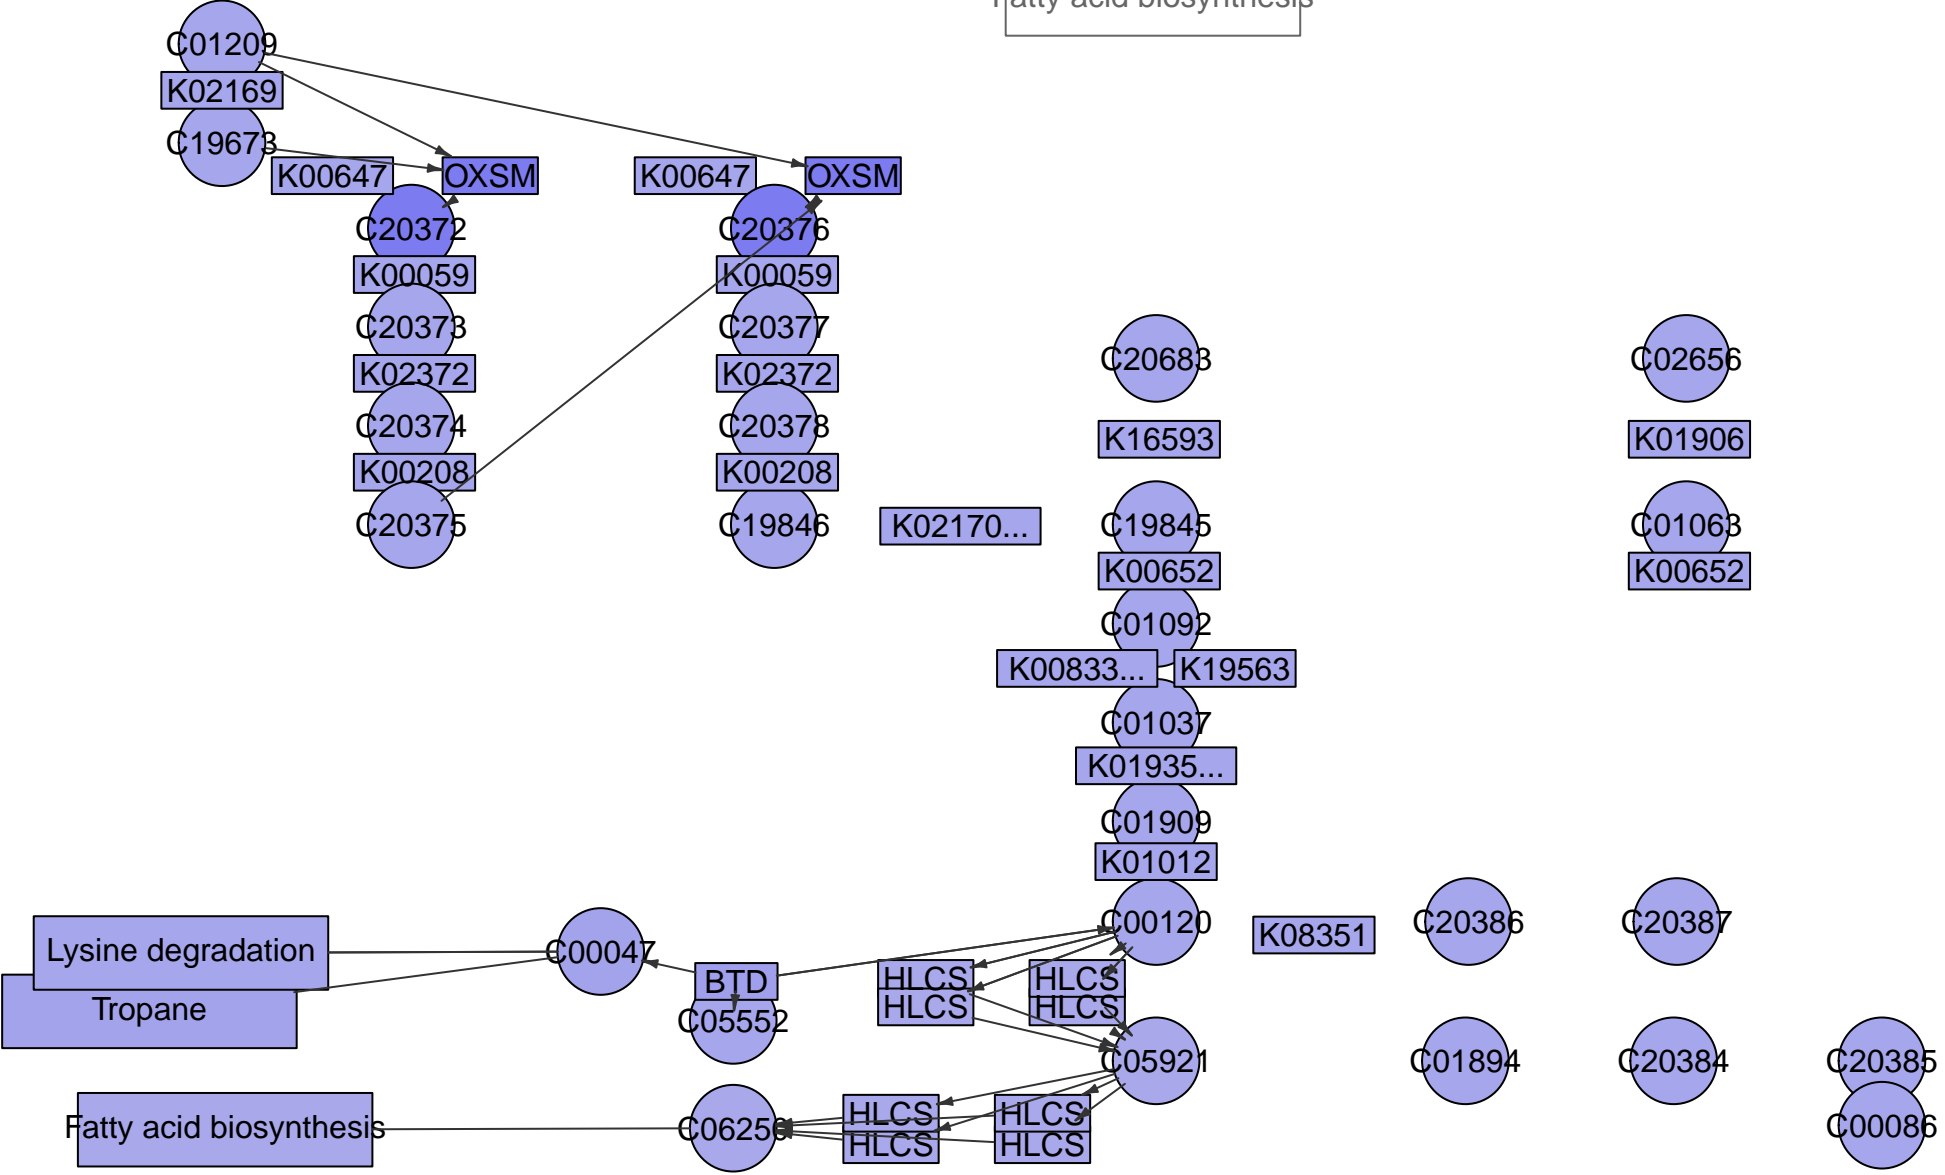 Fatty acid biosynthesis
C01209
K02169
C19673
K00647
OXSM
K00647
OXSM
C20372
C20376
K00059
K00059
C20373
C20377
C20683
C02656
K02372
K02372
C20374
C20378
K16593
K01906
K00208
K00208
C20375
C19846
K02170...
C19845
C01063
K00652
K00652
C01092
K00833...
K19563
C01037
K01935...
C01909
K01012
C00120
K08351
C20386
C20387
Lysine degradation
C00047
BTD
HLCS
HLCS
Tropane
HLCS
HLCS
C05552
C05921
C01894
C20384
C20385
Fatty acid biosynthesis
C06250
HLCS
HLCS
C00086
HLCS
HLCS